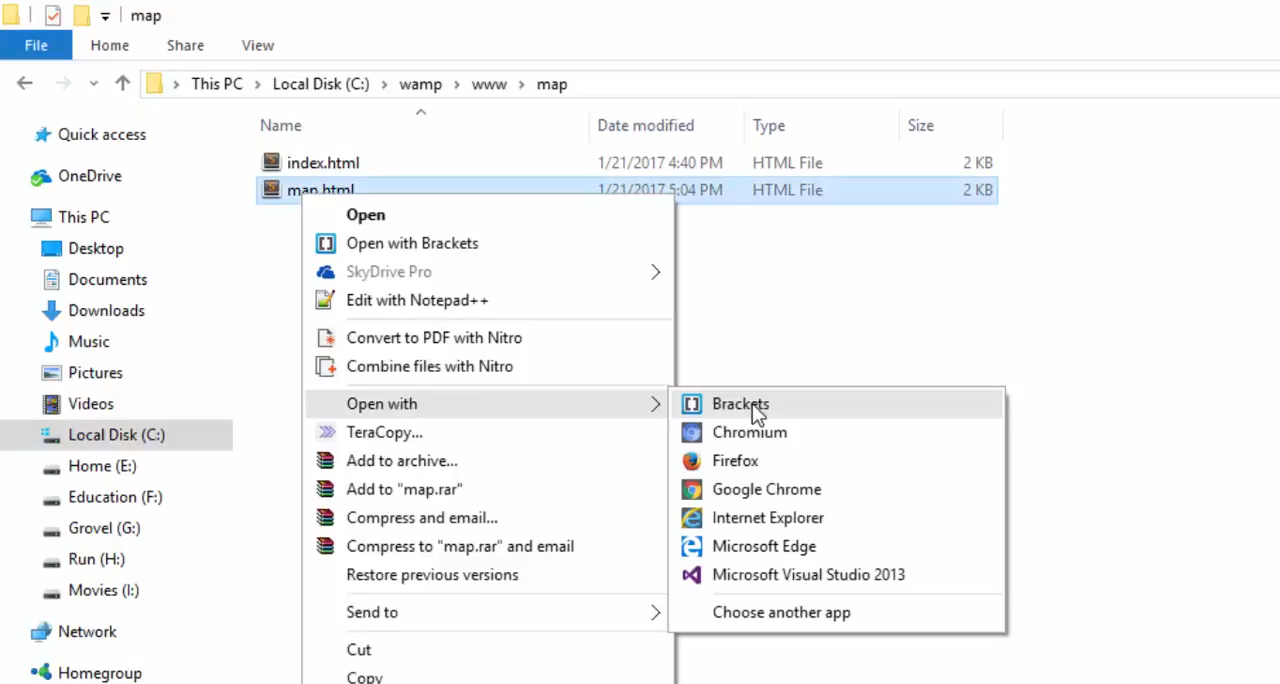 map
File Home Share View
This PC Local Disk (C:) wamp www map
Name Date modified Type Size
index.html 1/21/2017 4:40 PM HTML File 2 KB
map.html 1/21/2017 5:04 PM HTML File 2 KB
Quick access
OneDrive
This PC
Desktop
Documents
Downloads
Music
Pictures
Videos
Local Disk (C:)
Home (E:)
Education (F:)
Grovel (G:)
Run (H:)
Movies (I:)
Network
Homegroup
Open
Open with Brackets
SkyDrive Pro
Edit with Notepad++
Convert to PDF with Nitro
Combine files with Nitro
Open with
TeraCopy...
Add to archive...
Add to "map.rar"
Compress and email...
Compress to "map.rar" and email
Restore previous versions
Send to
Cut
Copy
Brackets
Chromium
Firefox
Google Chrome
Internet Explorer
Microsoft Edge
Microsoft Visual Studio 2013
Choose another app